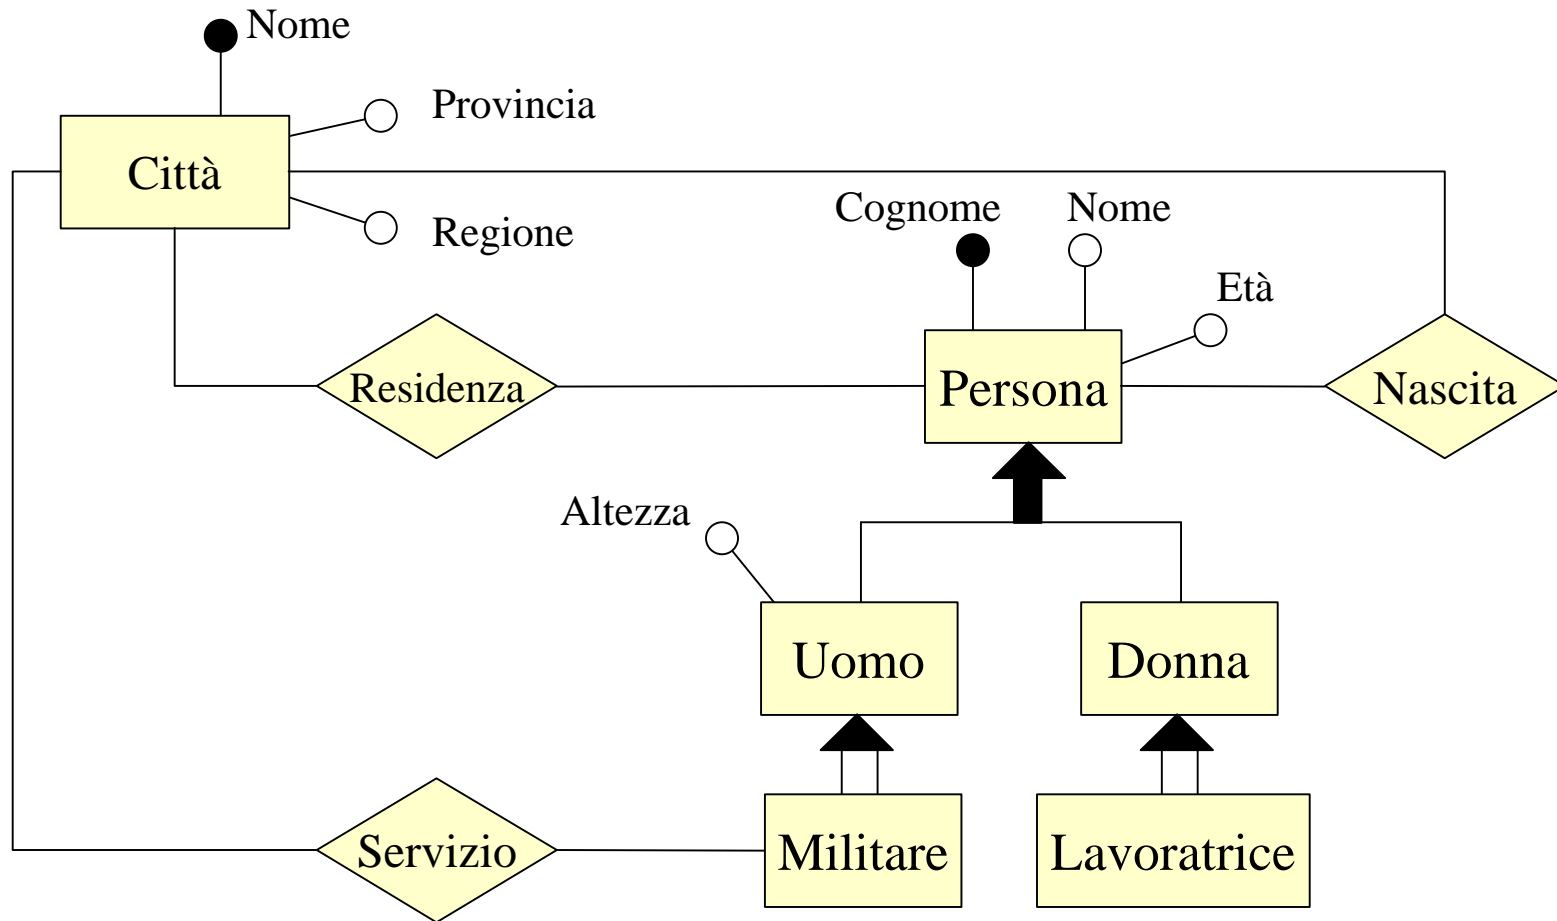 Nome
Provincia
Città
Regione
Cognome
Nome
Età
Residenza
Persona
Nascita
Altezza
Uomo
Donna
Servizio
Militare
Lavoratrice